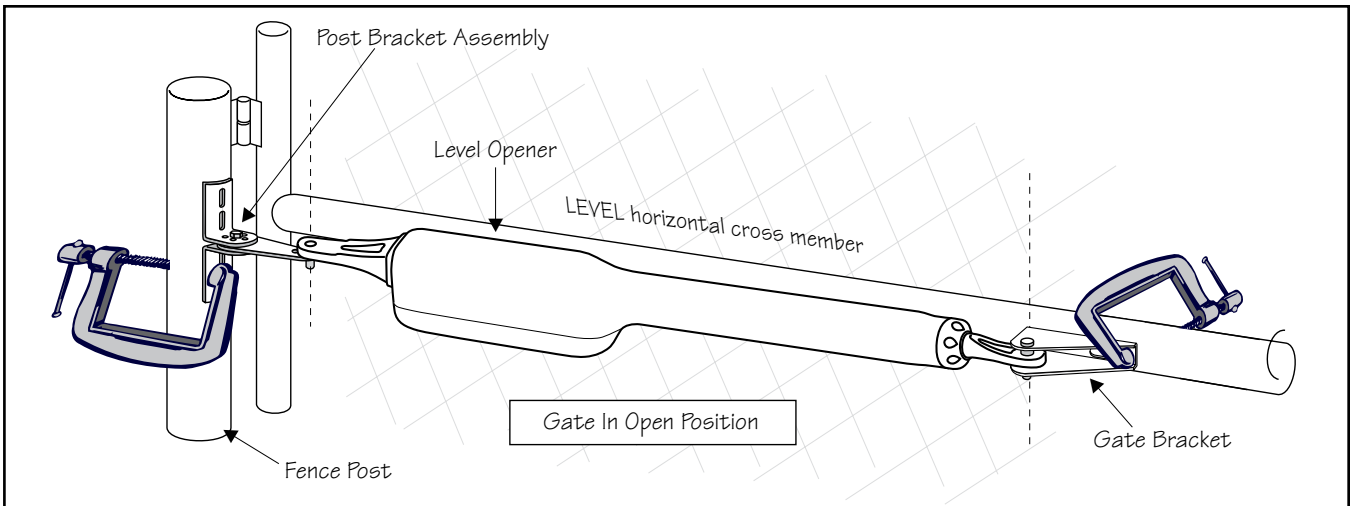 Post Bracket Assembly
Level Opener
LEVEL horizontal cross member
Gate In Open Position
Gate Bracket
Fence Post